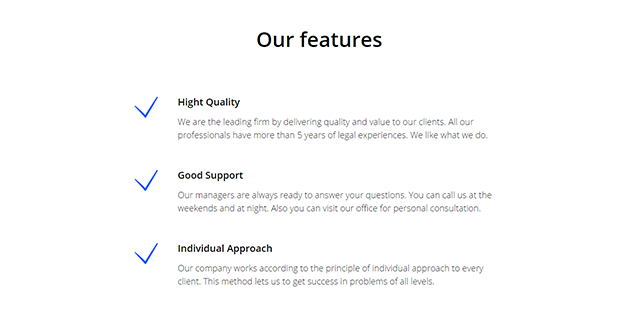 Our features
Hight Quality
We are the leading firm by delivering quality and value to our clients. All our
professionals have more than 5 years of legal experiences. We like what we do.
Good Support
Our managers are always ready to answer your questions. You can call us at the
weekends and at night. Also you can visit our office for personal consultation.
Individual Approach
Our company works according to the principle of individual approach to every
client. This method lets us to get success in problems of all levels.